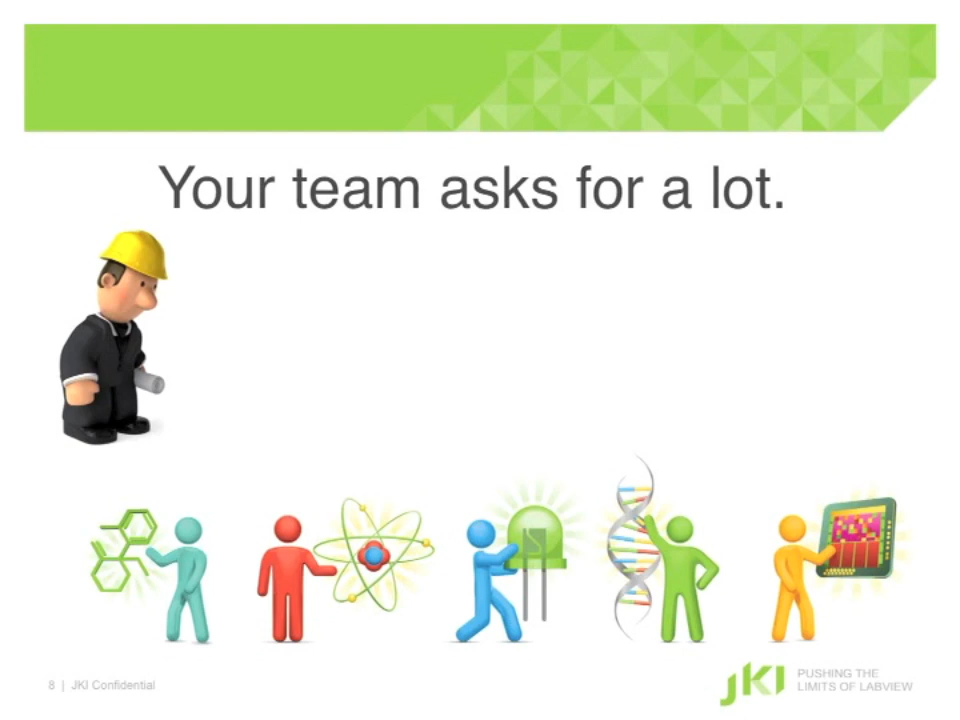 Your team asks for a lot.
8 | JKI Confidential
JKI
PUSHING THE
LIMITS OF LABVIEW